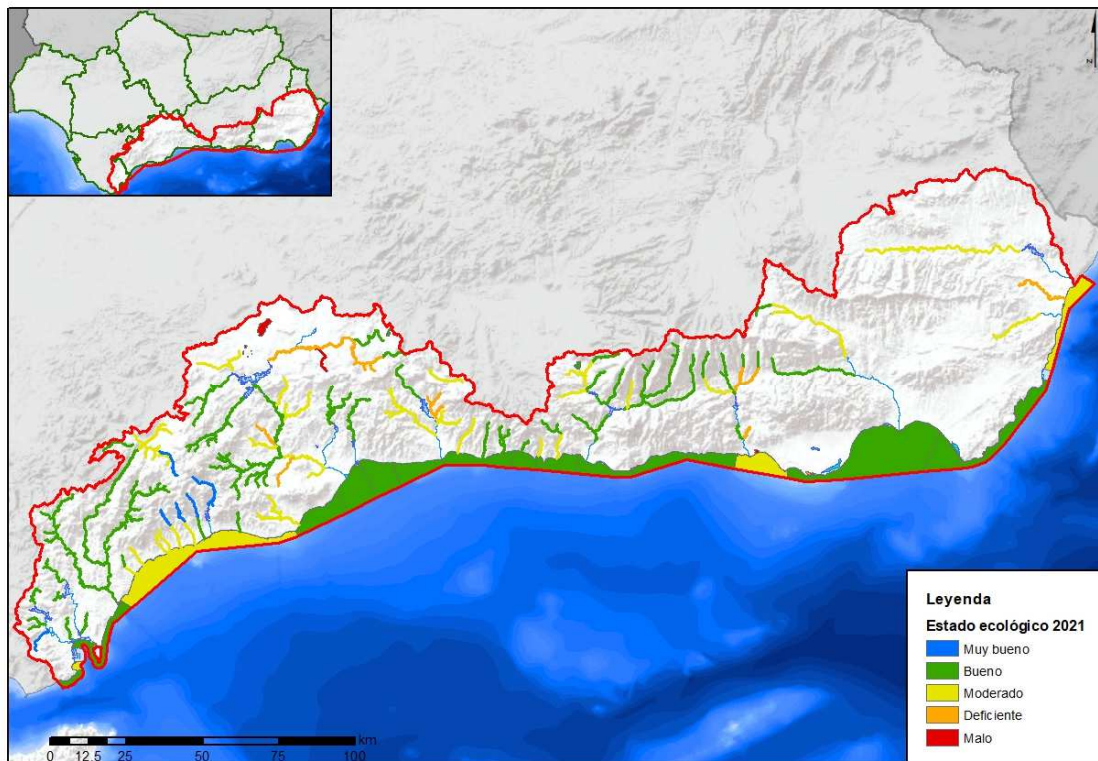 N
Leyenda
Estado ecológico 2021
Muy bueno
Bueno
Moderado
Deficiente
Malo
km
0 12.5 25 50 75 100